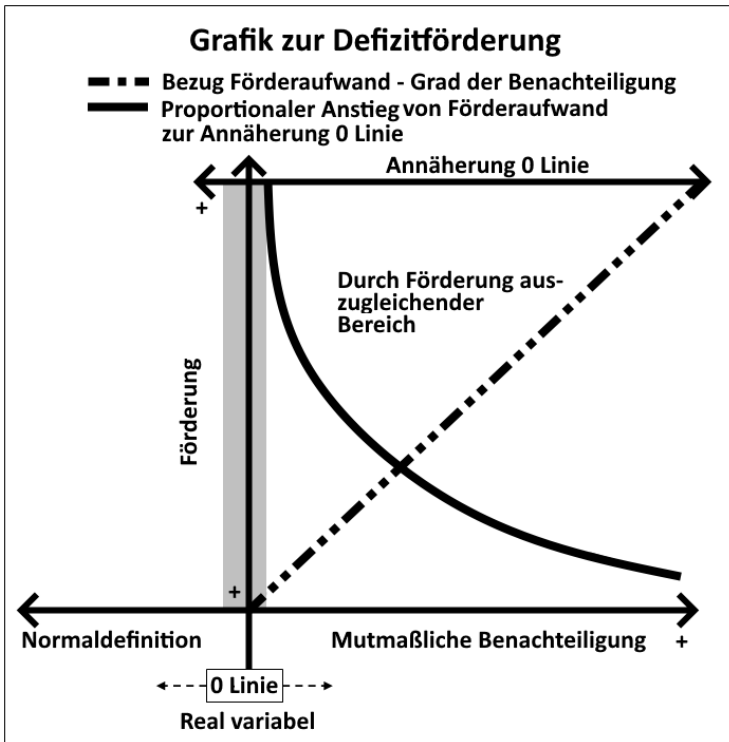 Grafik zur Defizitförderung
Bezug Förderaufwand - Grad der Benachteiligung
Proportionaler Anstieg von Förderaufwand
zur Annäherung 0 Linie
Annäherung 0 Linie
+
Durch Förderung aus-
zugleichender
Bereich
Förderung
+
Normaldefinition
Mutmaßliche Benachteiligung +
0 Linie
Real variabel